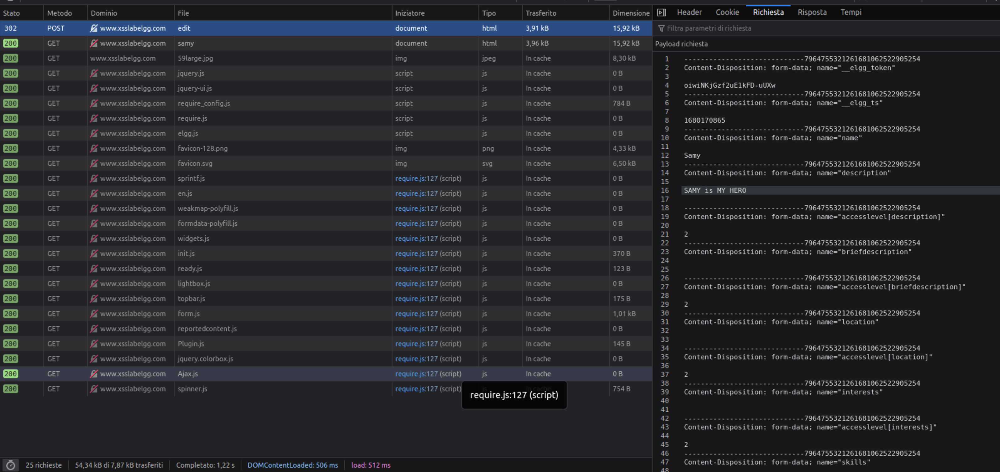 Stato Metodo Dominio File Iniziatore Tipo Trasferito Dimensione
302 POST www.xsslabelgg.com edit document html 3,91 kB 15,92 kB
200 GET www.xsslabelgg.com samy document html 3,96 kB 15,92 kB
200 GET www.xsslabelgg.com 59large.jpg img jpeg In cache 8,30 kB
200 GET www.xsslabelgg.com jquery.js script js In cache 0 B
200 GET www.xsslabelgg.com jquery-ui.js script js In cache 0 B
200 GET www.xsslabelgg.com require_config.js script js In cache 784 B
200 GET www.xsslabelgg.com require.js script js In cache 0 B
200 GET www.xsslabelgg.com elgg.js script js In cache 0 B
200 GET www.xsslabelgg.com favicon-128.png img png In cache 4,33 kB
200 GET www.xsslabelgg.com favicon.svg img svg In cache 6,50 kB
200 GET www.xsslabelgg.com sprintf.js require.js:127 (script) js In cache 0 B
200 GET www.xsslabelgg.com en.js require.js:127 (script) js In cache 0 B
200 GET www.xsslabelgg.com weakmap-polyfill.js require.js:127 (script) js In cache 0 B
200 GET www.xsslabelgg.com formdata-polyfill.js require.js:127 (script) js In cache 0 B
200 GET www.xsslabelgg.com widgets.js require.js:127 (script) js In cache 0 B
200 GET www.xsslabelgg.com init.js require.js:127 (script) js In cache 370 B
200 GET www.xsslabelgg.com ready.js require.js:127 (script) js In cache 123 B
200 GET www.xsslabelgg.com lightbox.js require.js:127 (script) js In cache 0 B
200 GET www.xsslabelgg.com topbar.js require.js:127 (script) js In cache 175 B
200 GET www.xsslabelgg.com form.js require.js:127 (script) js In cache 1,01 kB
200 GET www.xsslabelgg.com reportedcontent.js require.js:127 (script) js In cache 0 B
200 GET www.xsslabelgg.com Plugin.js require.js:127 (script) js In cache 145 B
200 GET www.xsslabelgg.com jquery.colorbox.js require.js:127 (script) js In cache 0 B
200 GET www.xsslabelgg.com Ajax.js require.js:127 (script) js In cache 0 B
200 GET www.xsslabelgg.com spinner.js require.js:127 (script) js In cache 754 B
require.js:127 (script)
25 richieste 54,34 kB di 7,87 kB trasferiti Completato: 1,22 s DOMContentLoaded: 506 ms load: 512 ms
Header Cookie Richiesta Risposta Tempi
Filtra parametri di richiesta
Payload richiesta
1 -----------------------------7964755321261681062522905254
2 Content-Disposition: form-data; name="__elgg_token"
3
4 oiwiNKjGzf2uE1kFD-uUXw
5 -----------------------------7964755321261681062522905254
6 Content-Disposition: form-data; name="__elgg_ts"
7
8 1680170865
9 -----------------------------7964755321261681062522905254
10 Content-Disposition: form-data; name="name"
11
12 Samy
13 -----------------------------7964755321261681062522905254
14 Content-Disposition: form-data; name="description"
15
16 SAMY is MY HERO
17
18 -----------------------------7964755321261681062522905254
19 Content-Disposition: form-data; name="accesslevel[description]"
20
21 2
22 -----------------------------7964755321261681062522905254
23 Content-Disposition: form-data; name="briefdescription"
24
25
26 -----------------------------7964755321261681062522905254
27 Content-Disposition: form-data; name="accesslevel[briefdescription]"
28
29 2
30 -----------------------------7964755321261681062522905254
31 Content-Disposition: form-data; name="location"
32
33
34 -----------------------------7964755321261681062522905254
35 Content-Disposition: form-data; name="accesslevel[location]"
36
37 2
38 -----------------------------7964755321261681062522905254
39 Content-Disposition: form-data; name="interests"
40
41
42 -----------------------------7964755321261681062522905254
43 Content-Disposition: form-data; name="accesslevel[interests]"
44
45 2
46 -----------------------------7964755321261681062522905254
47 Content-Disposition: form-data; name="skills"
48